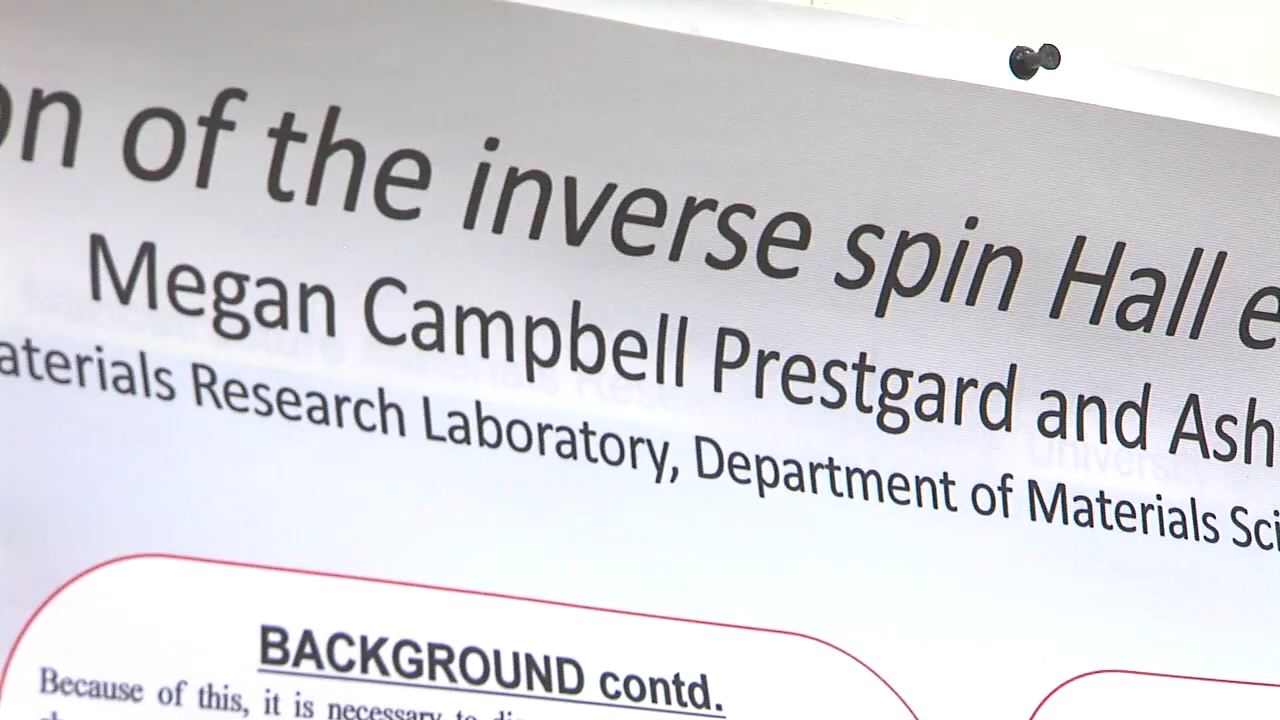 on of the inverse spin Hall e
Megan Campbell Prestgard and Ash
aterials Research Laboratory, Department of Materials Sci
BACKGROUND contd.
Because of this, it is necessary to di